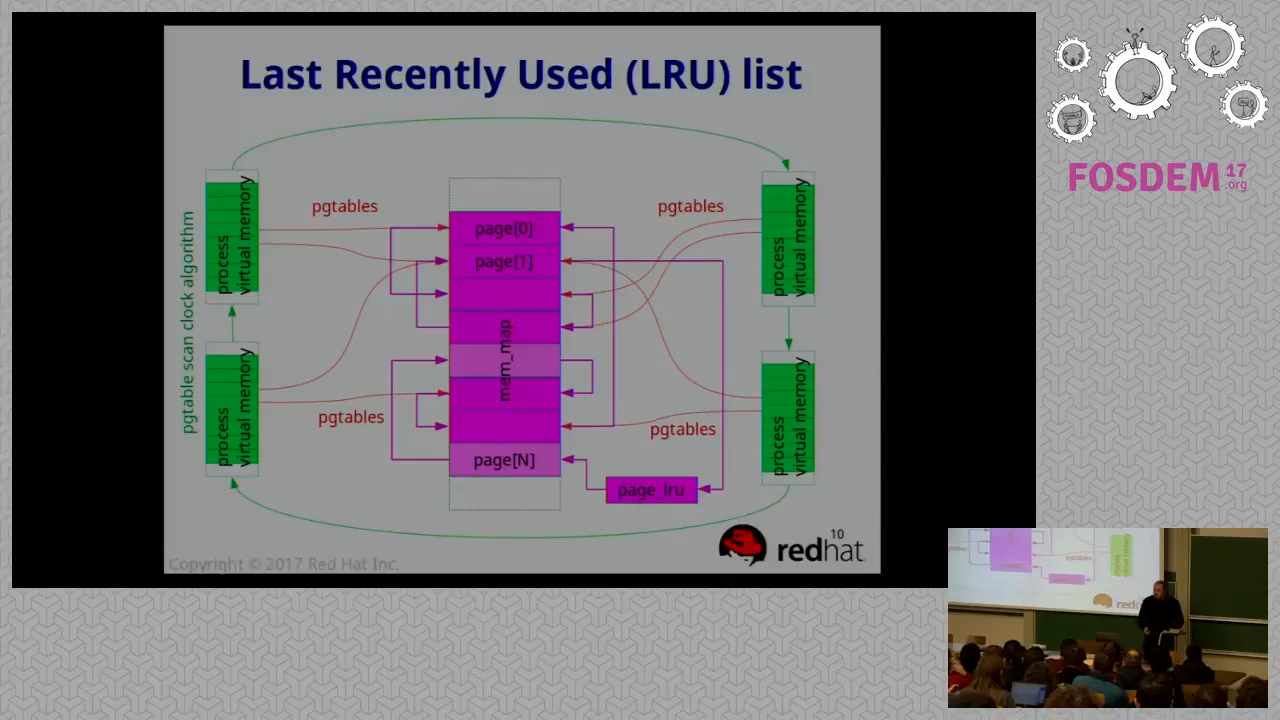 Last Recently Used (LRU) list
FOSDEM 17 .org
pgtable scan clock algorithm
process
virtual memory
process
virtual memory
pgtables
pgtables
pgtables
pgtables
page[0]
page[1]
mem_map
page[N]
page_lru
process
virtual memory
process
virtual memory
10
redhat.
Copyright © 2017 Red Hat Inc.
pgtables
red